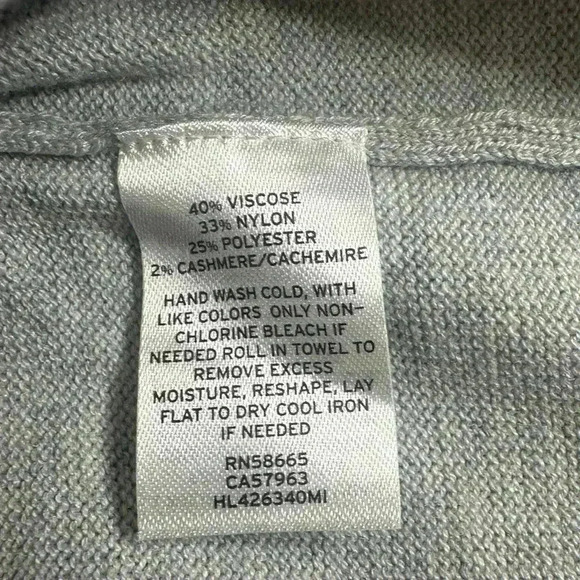 40% VISCOSE
33% NYLON
25% POLYESTER
2% CASHMERE/CACHEMIRE
HAND WASH COLD, WITH
LIKE COLORS ONLY NON-
CHLORINE BLEACH IF
NEEDED ROLL IN TOWEL TO
REMOVE EXCESS
MOISTURE, RESHAPE, LAY
FLAT TO DRY COOL IRON
IF NEEDED
RN58665
CA57963
HL426340MI